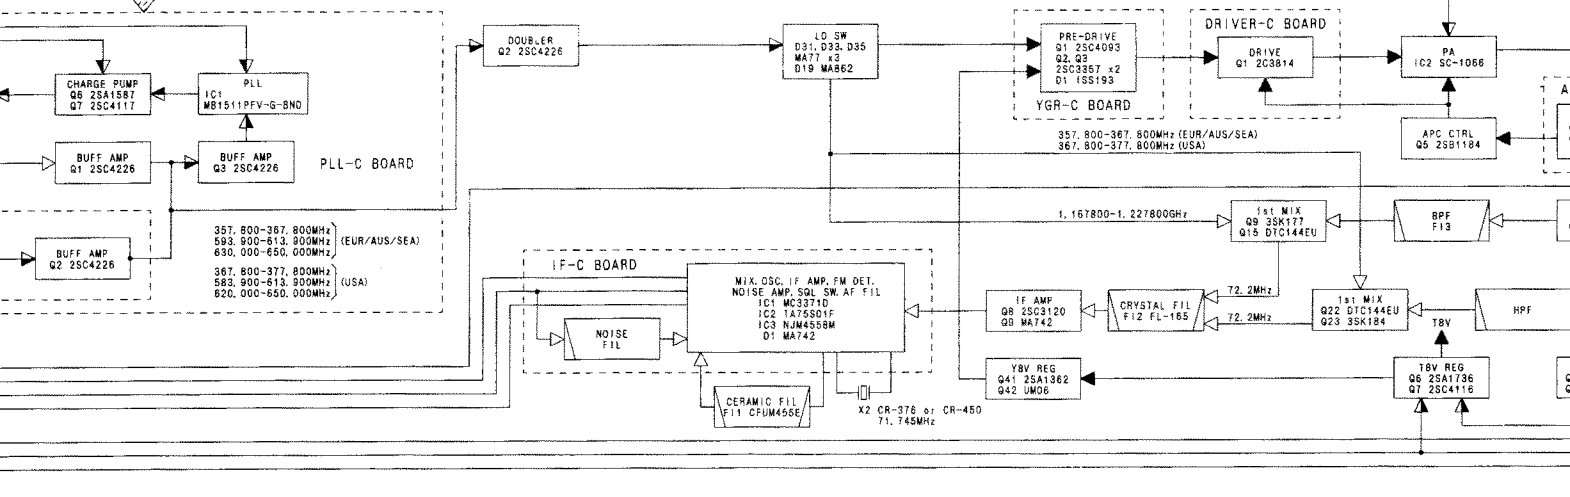 CHARGE PUMP
Q6 2SA1587
Q7 2SC4117
PLL
IC1
MB1511PFV-G-BND
BUFF AMP
Q1 2SC4226
BUFF AMP
Q3 2SC4226
PLL-C BOARD
BUFF AMP
Q2 2SC4226
357.800-367.800MHz
593.900-613.900MHz (EUR/AUS/SEA)
630.000-650.000MHz
367.800-377.800MHz
583.900-613.900MHz (USA)
620.000-650.000MHz
DOUBLER
Q2 2SC4226
LO SW
D31, D33, D35
MA77 x3
D19 MA862
PRE-DRIVE
Q1 2SC4093
Q2, Q3
2SC3357 x2
D1 1SS193
YGR-C BOARD
DRIVER-C BOARD
DRIVE
Q1 2C3814
PA
IC2 SC-1066
APC CTRL
Q5 2SB1184
A
357.800-367.800MHz (EUR/AUS/SEA)
367.800-377.800MHz (USA)
1,167800-1,227800GHz
1st MIX
Q9 3SK177
Q15 DTC144EU
BPF
FI3
IF-C BOARD
MIX, OSC, IF AMP, FM DET,
NOISE AMP, SQL SW, AF FIL
IC1 MC3371D
IC2 TA75S01F
IC3 NJM4558M
D1 MA742
NOISE
FIL
CERAMIC FIL
FI1 CFUM455E
X2 CR-376 or CR-450
71.745MHz
IF AMP
Q8 2SC3120
Q9 MA742
CRYSTAL FIL
FI2 FL-165
72.2MHz
72.2MHz
1st MIX
Q22 DTC144EU
Q23 3SK184
HPF
T8V
Y8V REG
Q41 2SA1362
Q42 UM06
T8V REG
Q6 2SA1736
Q7 2SC4116